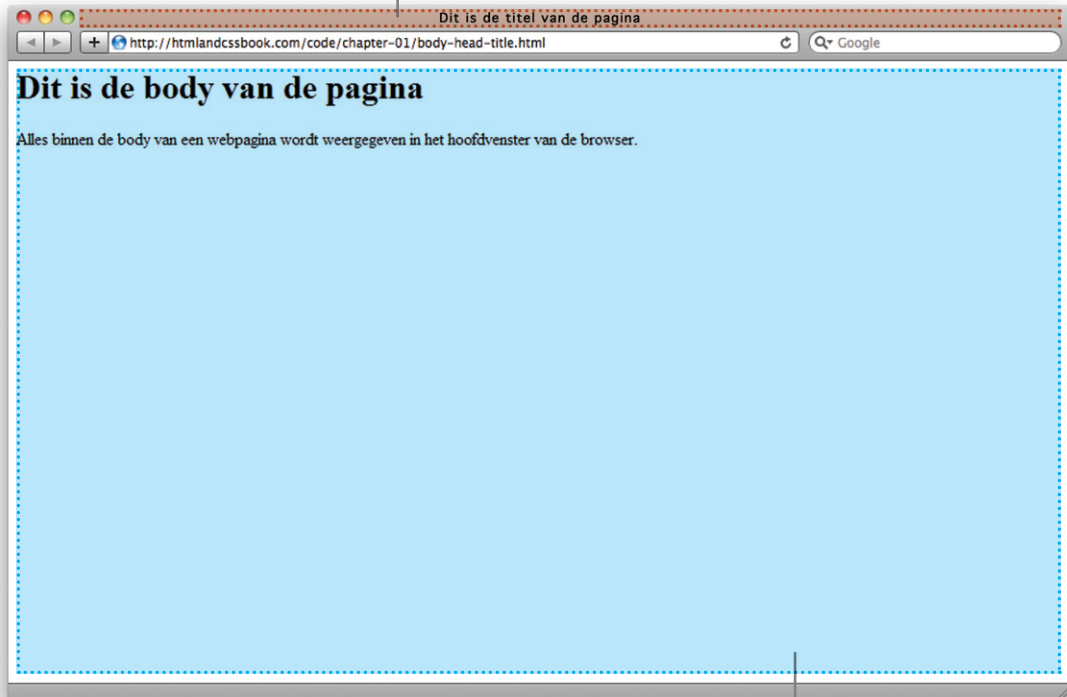 Dit is de titel van de pagina
http://htmlandcssbook.com/code/chapter-01/body-head-title.html
Google
Dit is de body van de pagina
Alles binnen de body van een webpagina wordt weergegeven in het hoofdvenster van de browser.